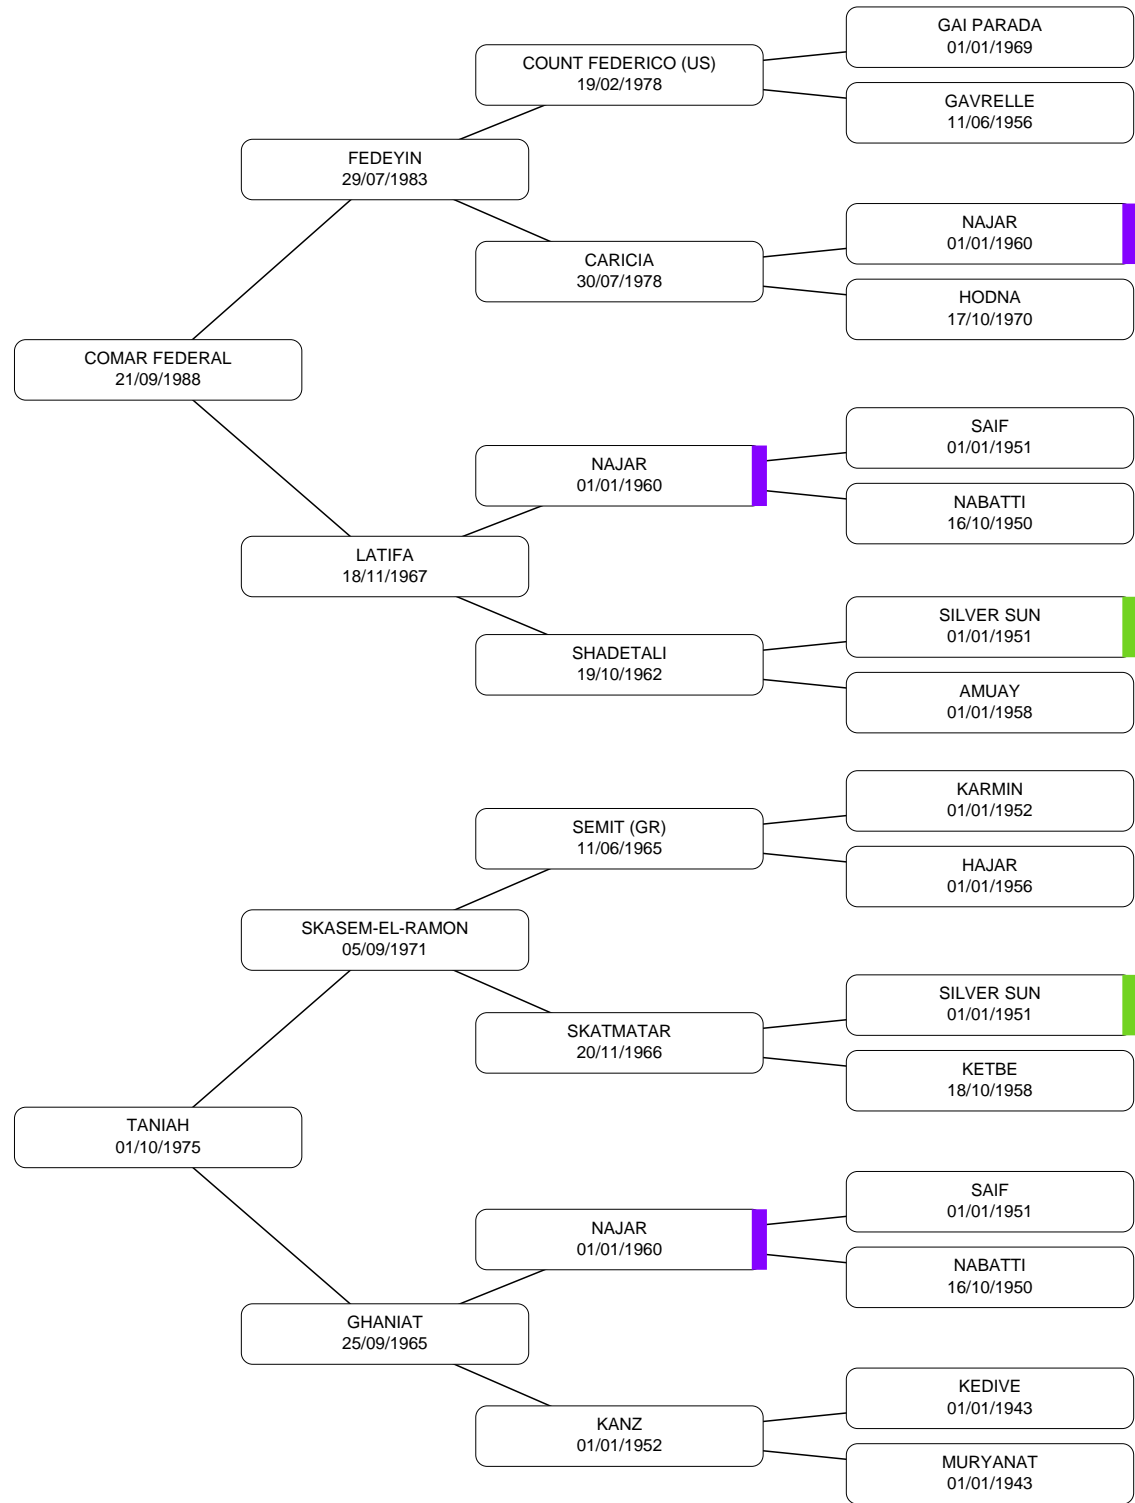 GAI PARADA
01/01/1969
COUNT FEDERICO (US)
19/02/1978
GAVRELLE
11/06/1956
FEDEYIN
29/07/1983
NAJAR
01/01/1960
CARICIA
30/07/1978
HODNA
17/10/1970
COMAR FEDERAL
21/09/1988
SAIF
01/01/1951
NAJAR
01/01/1960
NABATTI
16/10/1950
LATIFA
18/11/1967
SILVER SUN
01/01/1951
SHADETALI
19/10/1962
AMUAY
01/01/1958
KARMIN
01/01/1952
SEMIT (GR)
11/06/1965
HAJAR
01/01/1956
SKASEM-EL-RAMON
05/09/1971
SILVER SUN
01/01/1951
SKATMATAR
20/11/1966
KETBE
18/10/1958
TANIAH
01/10/1975
SAIF
01/01/1951
NAJAR
01/01/1960
NABATTI
16/10/1950
GHANIAT
25/09/1965
KEDIVE
01/01/1943
KANZ
01/01/1952
MURYANAT
01/01/1943